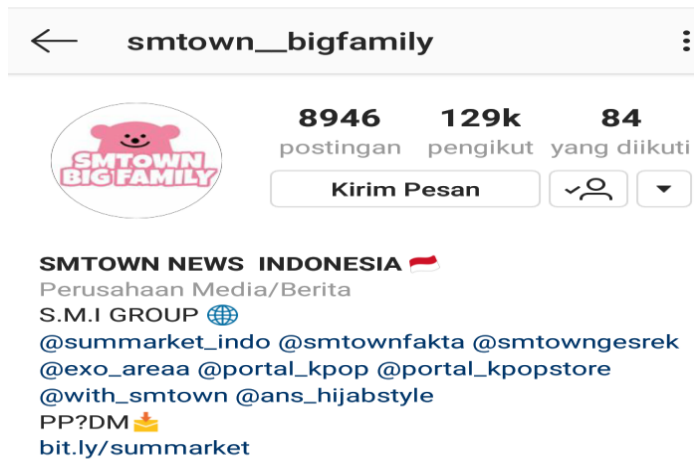 smtown__bigfamily
8946 129k 84
postingan pengikut yang diikuti
SMTOWN
BIG FAMILY
Kirim Pesan
SMTOWN NEWS INDONESIA 🇮🇩
Perusahaan Media/Berita
S.M.I GROUP 🌐
@summarket_indo @smtownfakta @smtowngesrek
@exo_areaa @portal_kpop @portal_kpopstore
@with_smtown @ans_hijabstyle
PP?DM📩
bit.ly/summarket